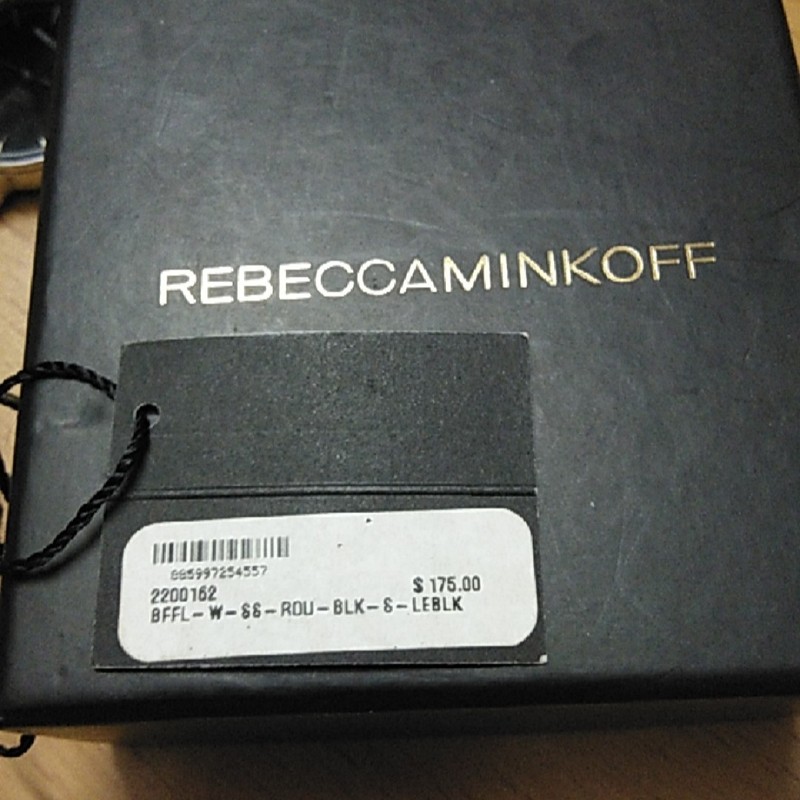 REBECCAMINKOFF
885997254557
2200162 $ 175.00
BFFL-W-SS-ROU-BLK-S-LEBLK